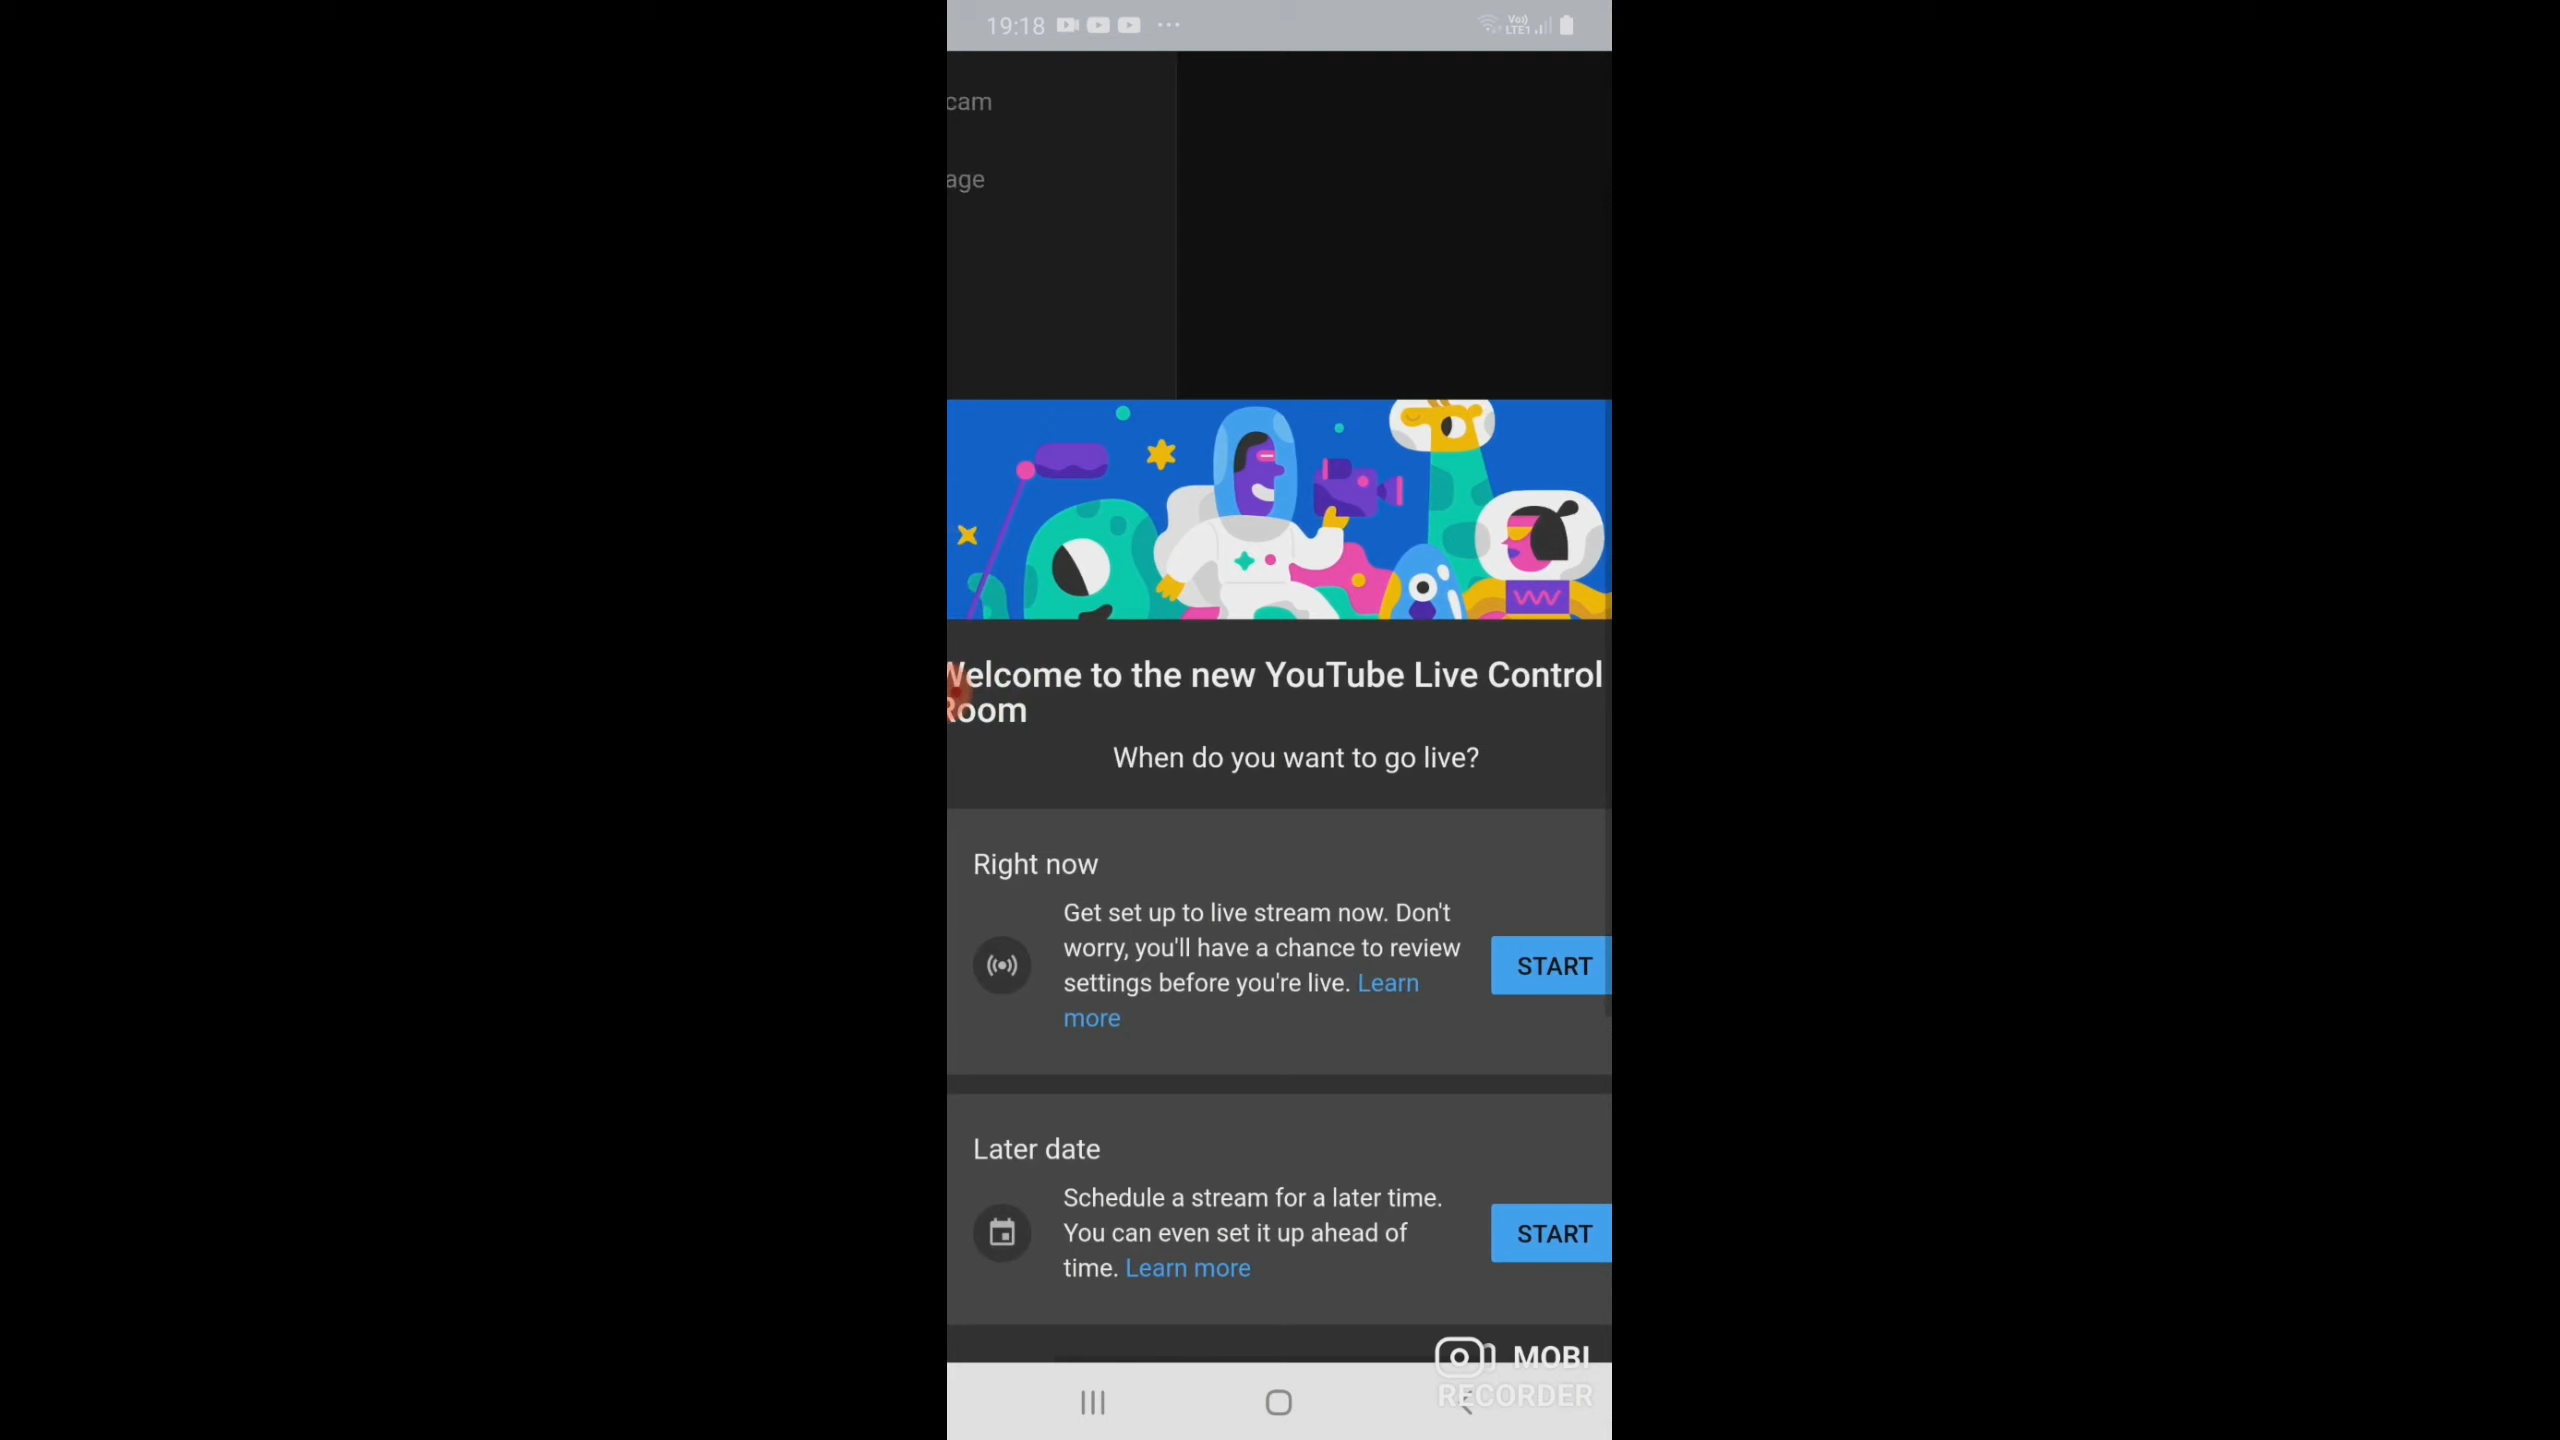 19:18
Vo)
LTE1
cam
age
Welcome to the new YouTube Live Control
Room
When do you want to go live?
Right now
Get set up to live stream now. Don't
worry, you'll have a chance to review
settings before you're live. Learn
more
START
Later date
Schedule a stream for a later time.
You can even set it up ahead of
time. Learn more
START
MOBI
RECORDER